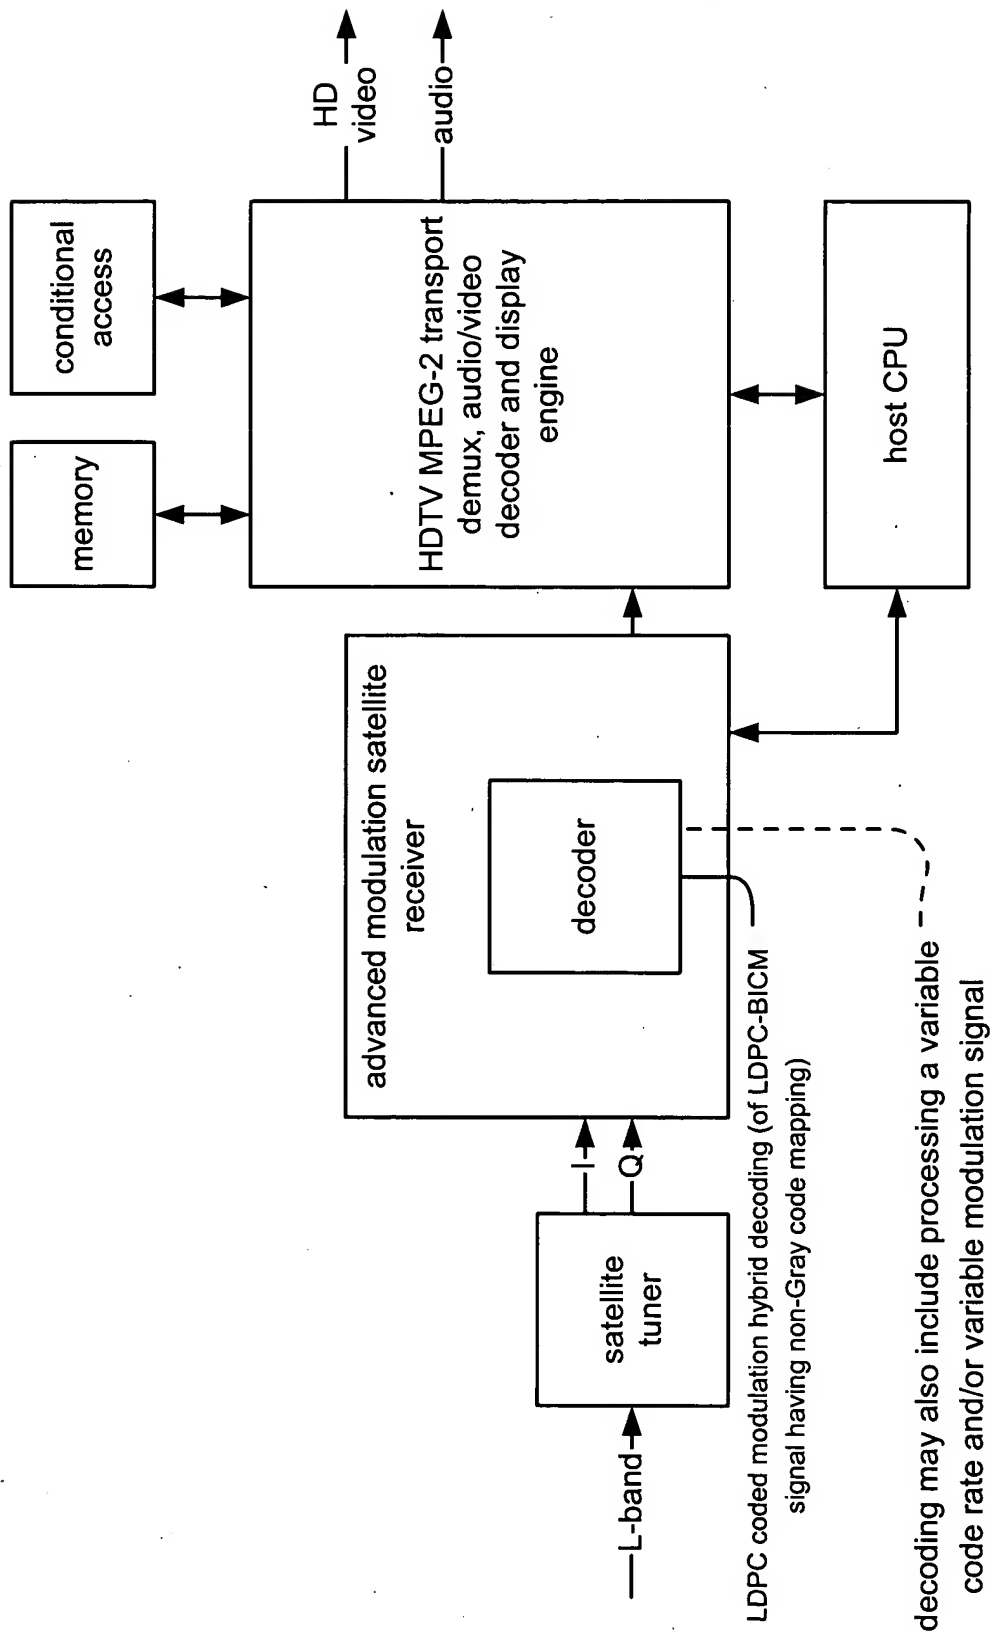 conditional
access
memory
HD
video
audio
HDTV MPEG-2 transport
demux, audio/video
decoder and display
engine
advanced modulation satellite
receiver
decoder
host CPU
I
Q
satellite
tuner
L-band
LDPC coded modulation hybrid decoding (of LDPC-BICM
signal having non-Gray code mapping)
decoding may also include processing a variable
code rate and/or variable modulation signal